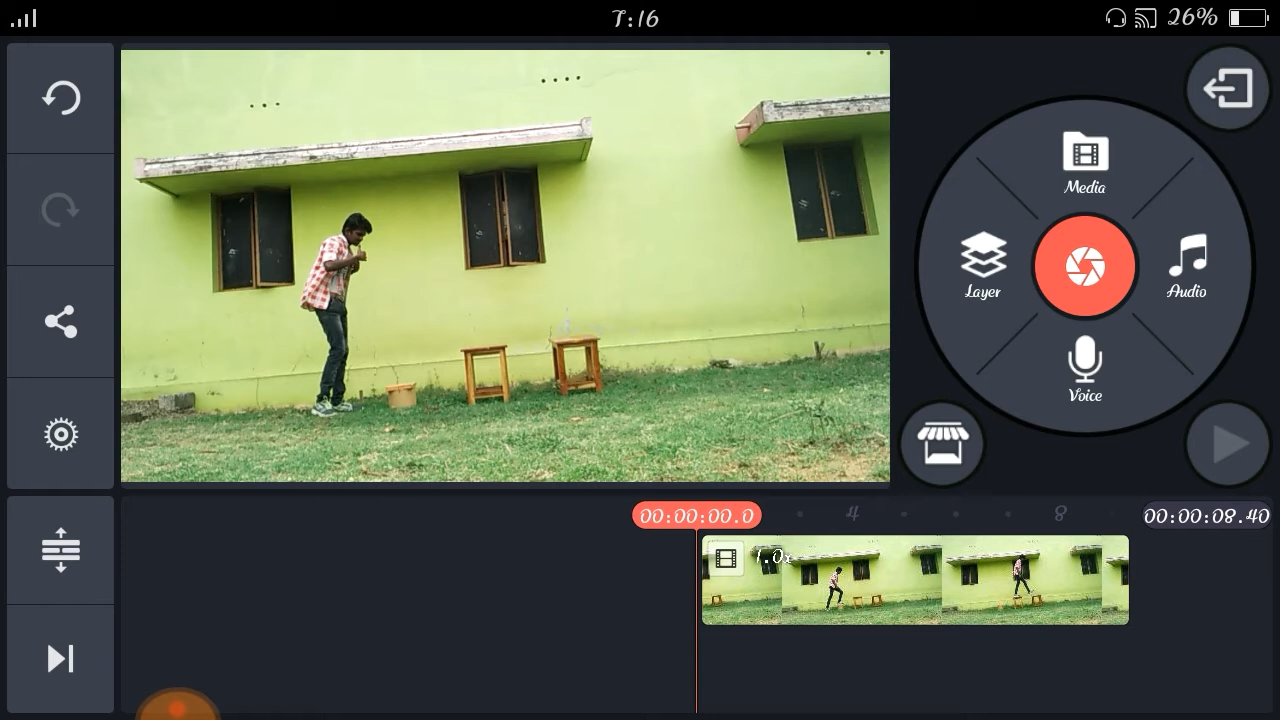 7:16
26%
Media
Layer
Audio
Voice
00:00:00.0
4
8
00:00:08.40
1.0x